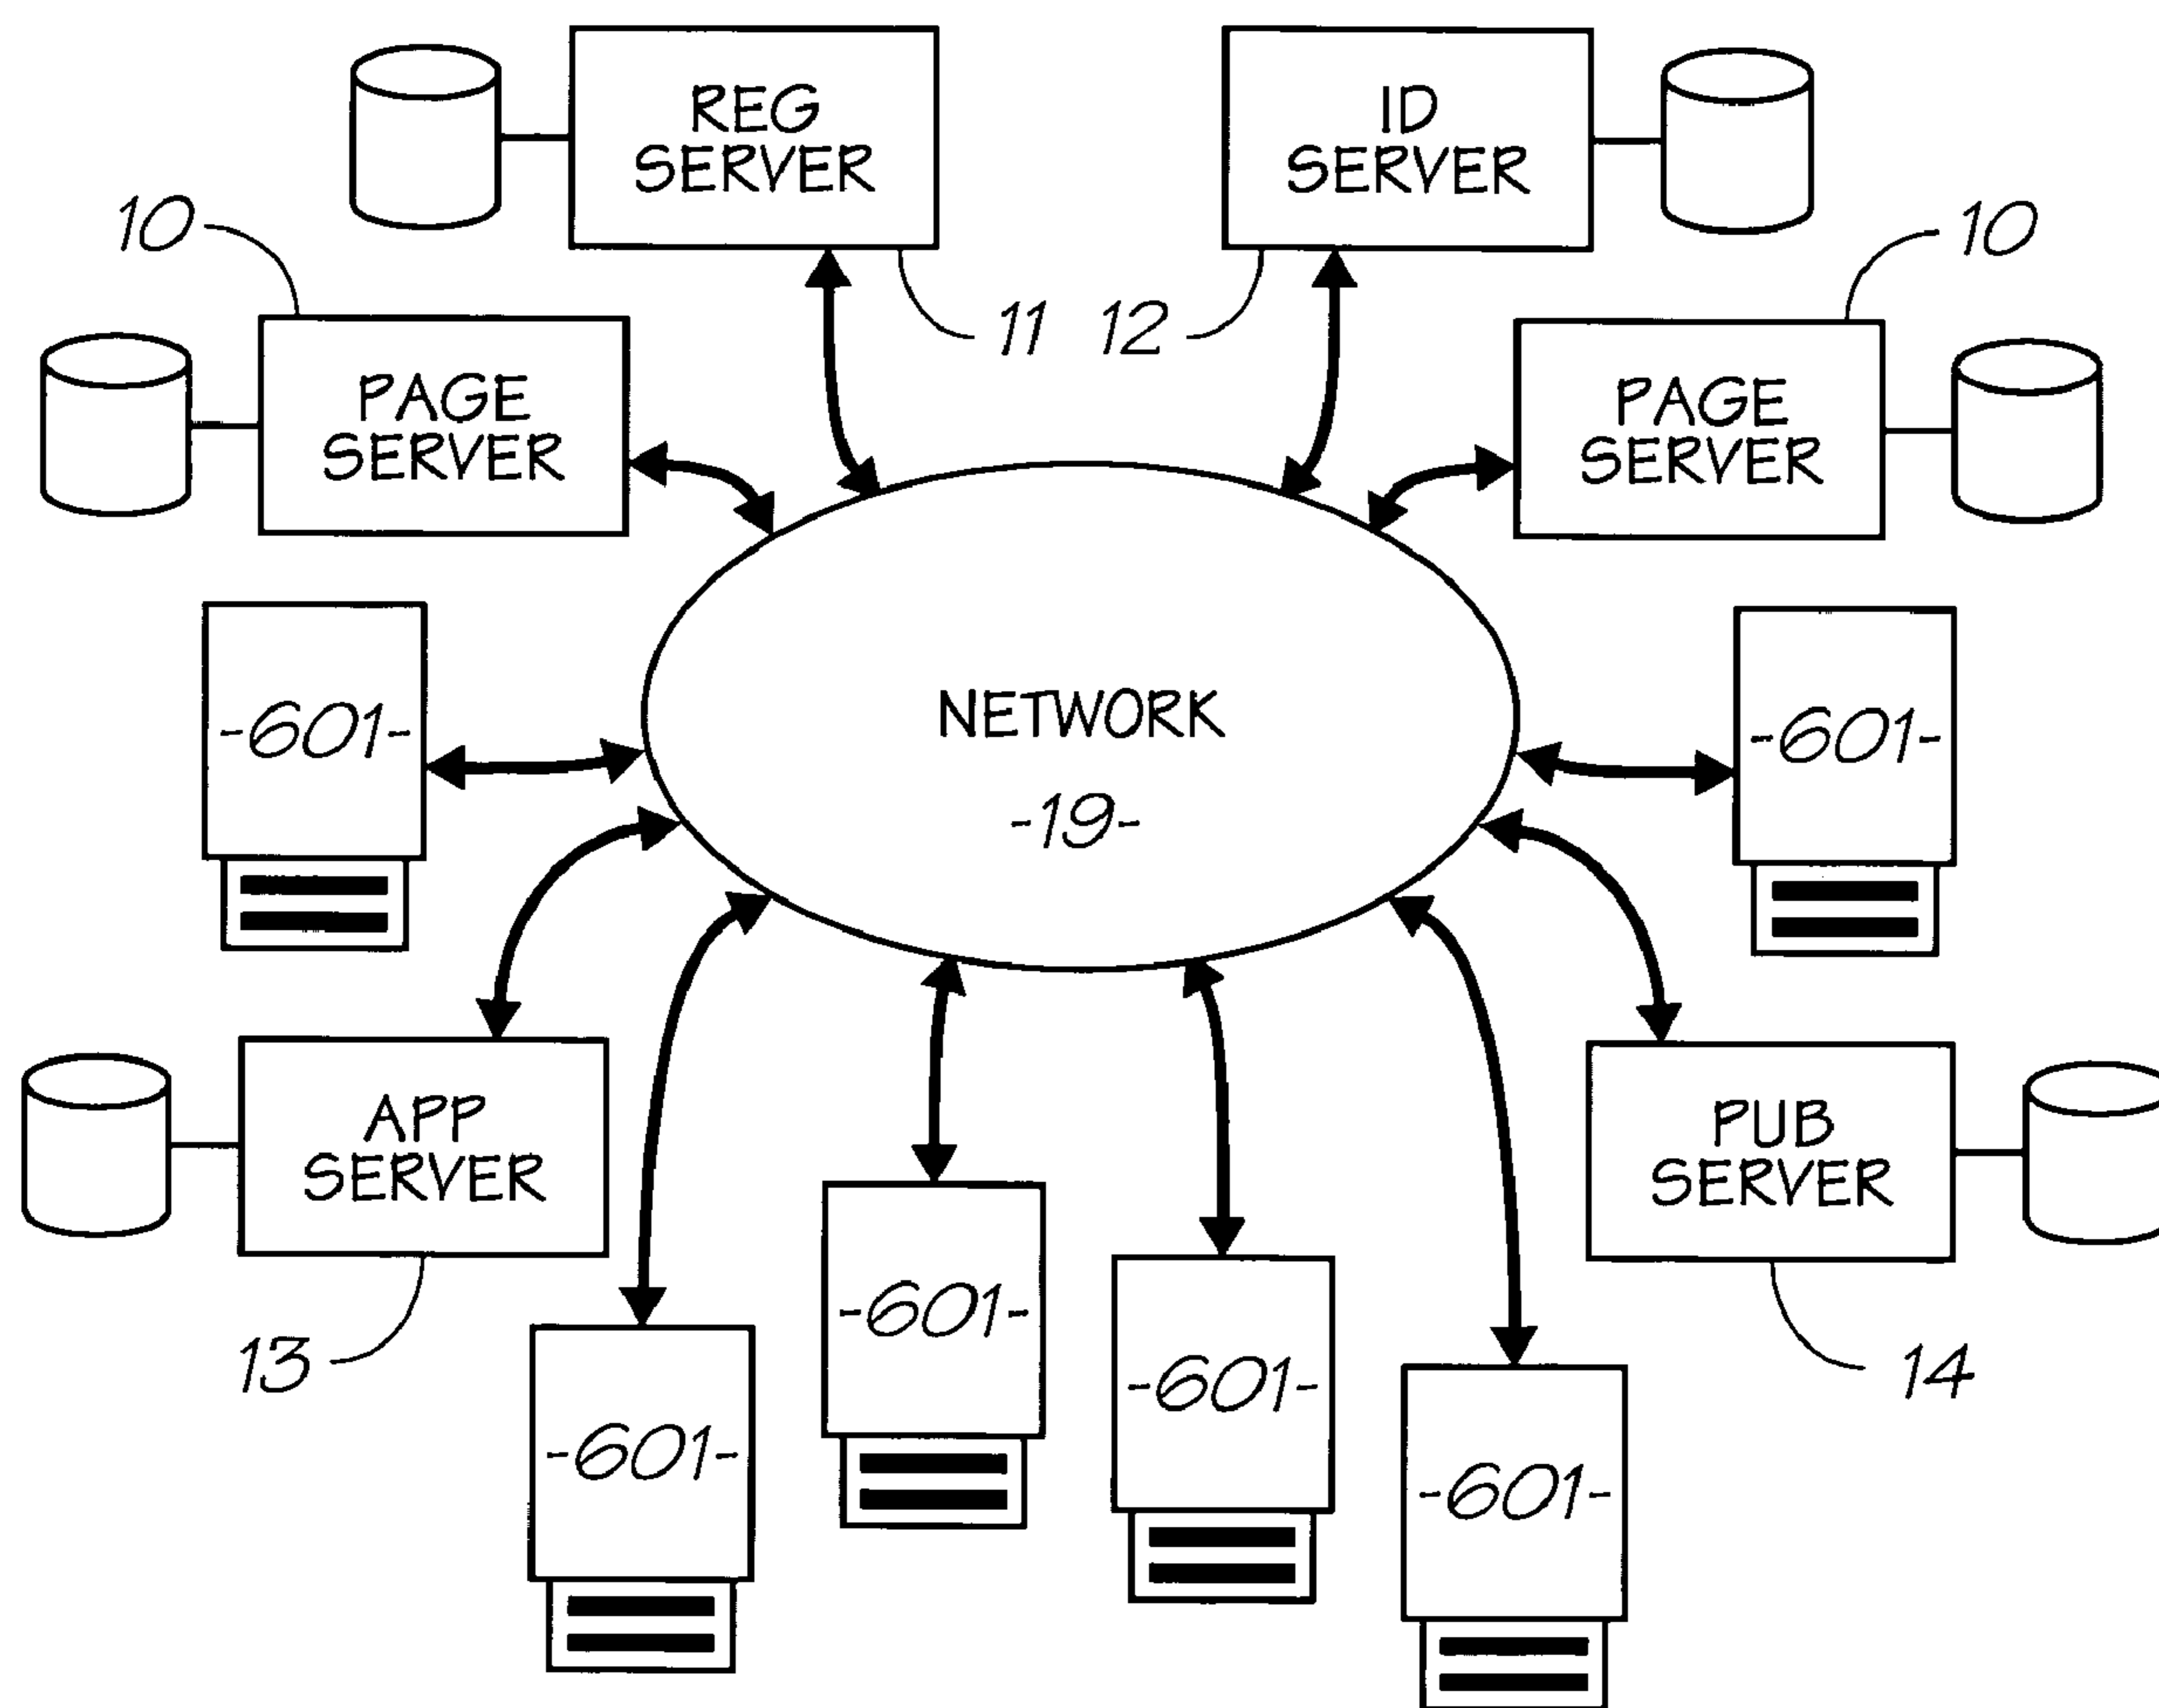 REG
SERVER
ID
SERVER
10
10
11
12
PAGE
SERVER
PAGE
SERVER
-601-
NETWORK
-19-
-601-
APP
SERVER
PUB
SERVER
13
-601-
-601-
-601-
-601-
14